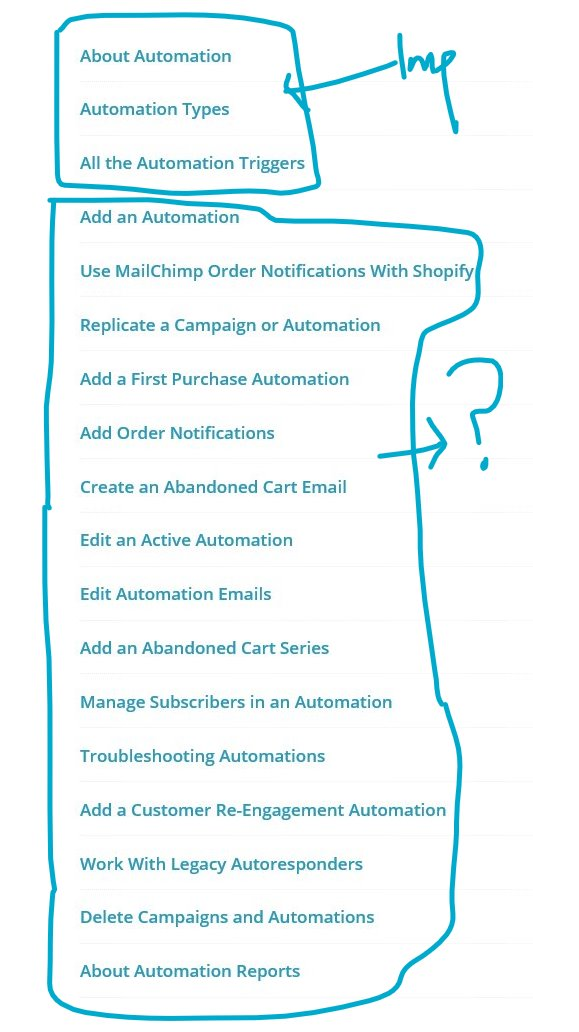 About Automation
Imp
Automation Types
All the Automation Triggers
Add an Automation
Use MailChimp Order Notifications With Shopify
Replicate a Campaign or Automation
Add a First Purchase Automation
?
Add Order Notifications
Create an Abandoned Cart Email
Edit an Active Automation
Edit Automation Emails
Add an Abandoned Cart Series
Manage Subscribers in an Automation
Troubleshooting Automations
Add a Customer Re-Engagement Automation
Work With Legacy Autoresponders
Delete Campaigns and Automations
About Automation Reports